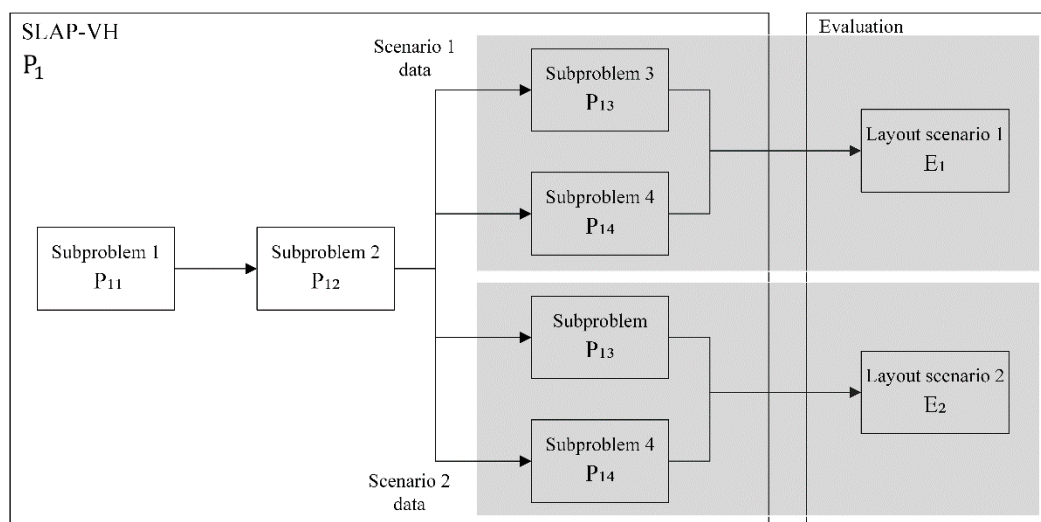 SLAP-VH
P₁
Evaluation
Scenario 1
data
Subproblem 3
P₁₃
Layout scenario 1
E₁
Subproblem 4
P₁₄
Subproblem 1
P₁₁
Subproblem 2
P₁₂
Subproblem
P₁₃
Layout scenario 2
E₂
Subproblem 4
P₁₄
Scenario 2
data